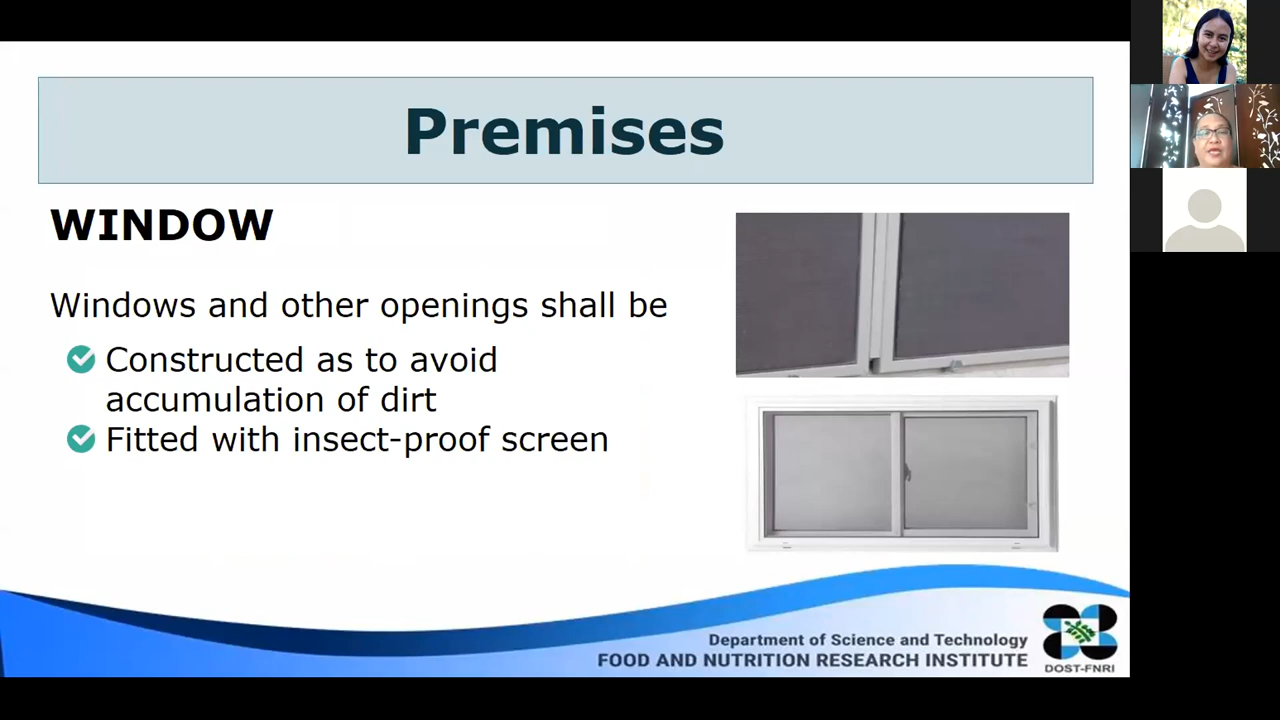 Premises
WINDOW
Windows and other openings shall be
Constructed as to avoid
accumulation of dirt
Fitted with insect-proof screen
Department of Science and Technology
FOOD AND NUTRITION RESEARCH INSTITUTE
DOST-FNRI